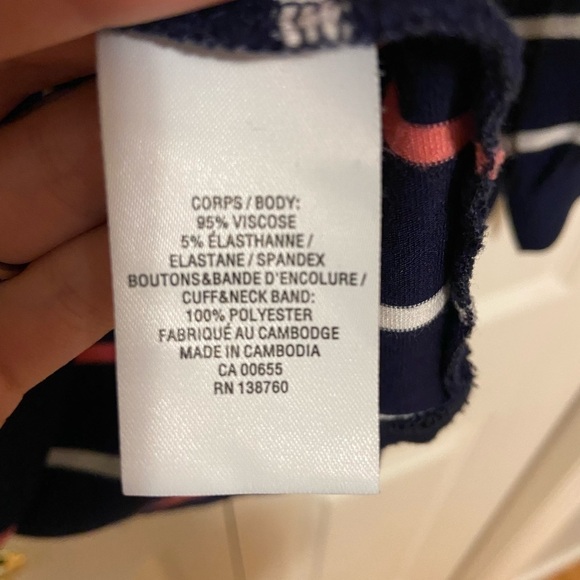 CORPS / BODY:
95% VISCOSE
5% ÉLASTHANNE /
ELASTANE / SPANDEX
BOUTONS&BANDE D'ENCOLURE /
CUFF&NECK BAND:
100% POLYESTER
FABRIQUÉ AU CAMBODGE
MADE IN CAMBODIA
CA 00655
RN 138760